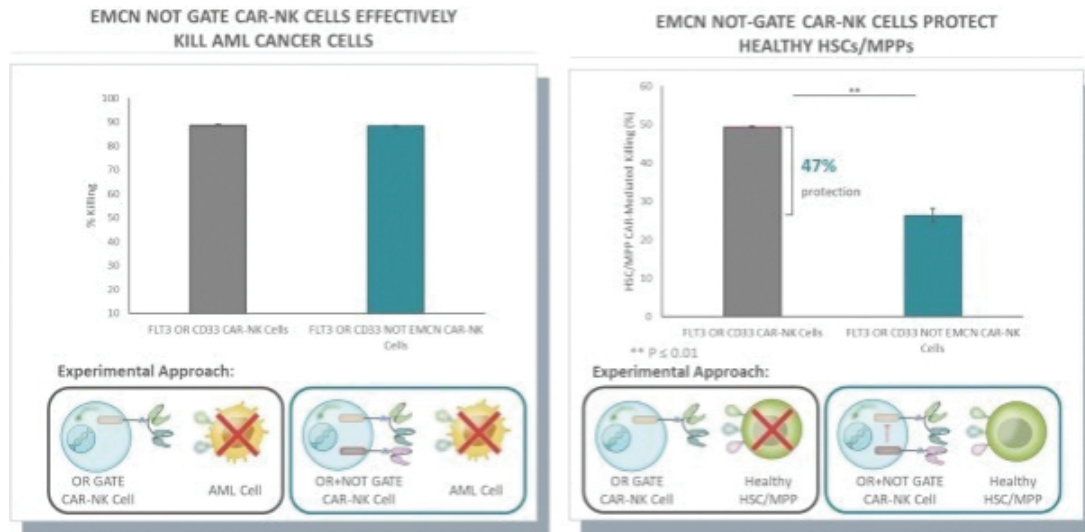 EMCN NOT GATE CAR-NK CELLS EFFECTIVELY
KILL AML CANCER CELLS
% Killing
100
90
80
70
60
50
40
30
20
10
FLT3 OR CD33 CAR-NK Cells
FLT3 OR CD33 NOT EMCN CAR-NK
Cells
Experimental Approach:
OR GATE
CAR-NK Cell
AML Cell
OR+NOT GATE
CAR-NK Cell
AML Cell
EMCN NOT-GATE CAR-NK CELLS PROTECT
HEALTHY HSCs/MPPs
HSC/MPP CAR-Mediated Killing (%)
60
50
40
30
20
10
0
**
47%
protection
FLT3 OR CD33 CAR-NK Cells
FLT3 OR CD33 NOT EMCN CAR-NK
Cells
** P ≤ 0.01
Experimental Approach:
OR GATE
CAR-NK Cell
Healthy
HSC/MPP
OR+NOT GATE
CAR-NK Cell
Healthy
HSC/MPP